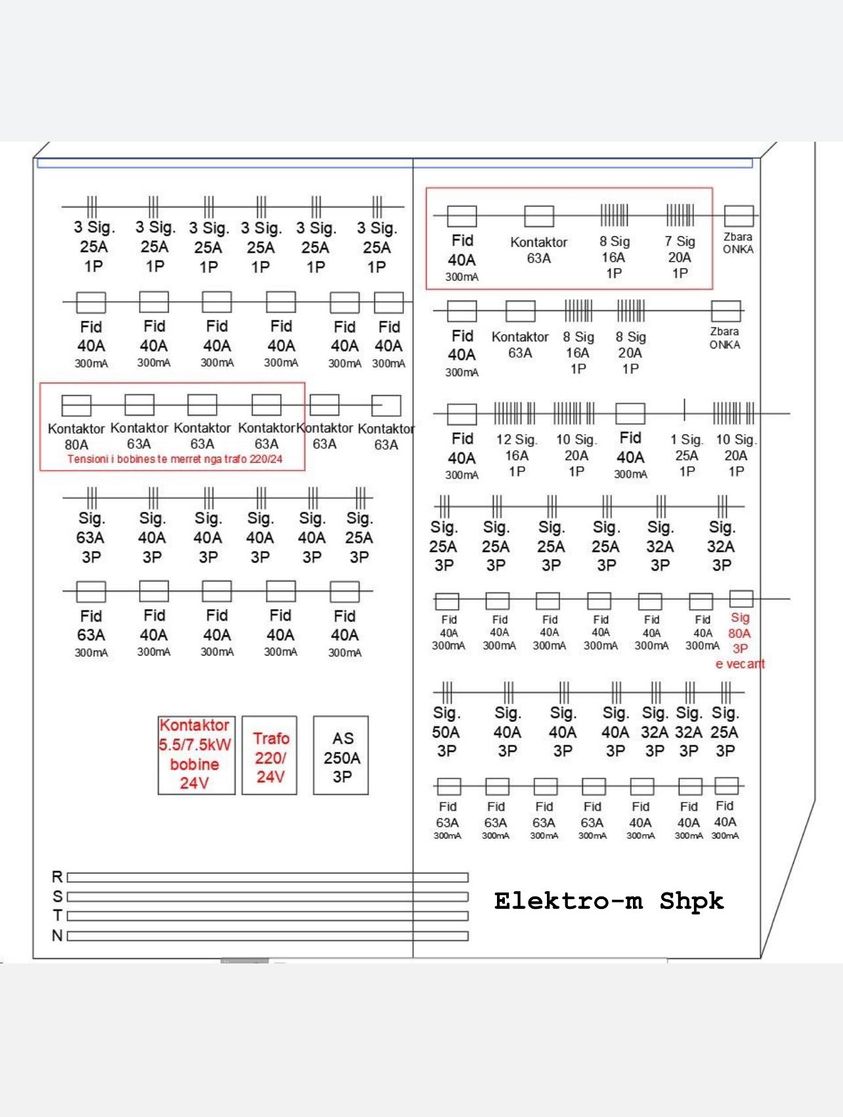 3 Sig. 3 Sig. 3 Sig. 3 Sig. 3 Sig. 3 Sig.
25A 25A 25A 25A 25A 25A
1P 1P 1P 1P 1P 1P
Fid Fid Fid Fid Fid Fid
40A 40A 40A 40A 40A 40A
300mA 300mA 300mA 300mA 300mA 300mA
Kontaktor Kontaktor Kontaktor Kontaktor Kontaktor Kontaktor
80A 63A 63A 63A 63A 63A
Tensioni i bobines te merret nga trafo 220/24
Sig. Sig. Sig. Sig. Sig. Sig.
63A 40A 40A 40A 40A 25A
3P 3P 3P 3P 3P 3P
Fid Fid Fid Fid Fid
63A 40A 40A 40A 40A
300mA 300mA 300mA 300mA 300mA
Kontaktor
5.5/7.5kW
bobine
24V
Trafo
220/
24V
AS
250A
3P
R
S
T
N
Fid Kontaktor 8 Sig 7 Sig Zbara
40A 63A 16A 20A ONKA
300mA 1P 1P
Fid Kontaktor 8 Sig 8 Sig Zbara
40A 63A 16A 20A ONKA
300mA 1P 1P
Fid 12 Sig. 10 Sig. Fid 1 Sig. 10 Sig.
40A 16A 20A 40A 25A 20A
300mA 1P 1P 300mA 1P 1P
Sig. Sig. Sig. Sig. Sig. Sig.
25A 25A 25A 25A 32A 32A
3P 3P 3P 3P 3P 3P
Fid Fid Fid Fid Fid Fid Sig
40A 40A 40A 40A 40A 40A 80A
300mA 300mA 300mA 300mA 300mA 300mA 3P
e vecant
Sig. Sig. Sig. Sig. Sig. Sig. Sig.
50A 40A 40A 40A 32A 32A 25A
3P 3P 3P 3P 3P 3P 3P
Fid Fid Fid Fid Fid Fid Fid
63A 63A 63A 63A 40A 40A 40A
300mA 300mA 300mA 300mA 300mA 300mA 300mA
Elektro-m Shpk